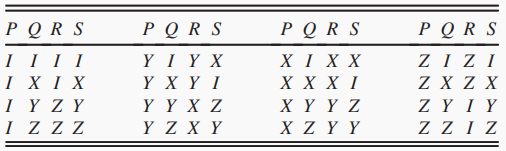 P Q R S P Q R S P Q R S P Q R S
I I I I Y I Y X X I X X Z I Z I
I X I X Y X Y I X X X I Z X Z X
I Y Z Y Y Y X Z X Y Y Z Z Y I Y
I Z Z Z Y Z X Y X Z Y Y Z Z I Z